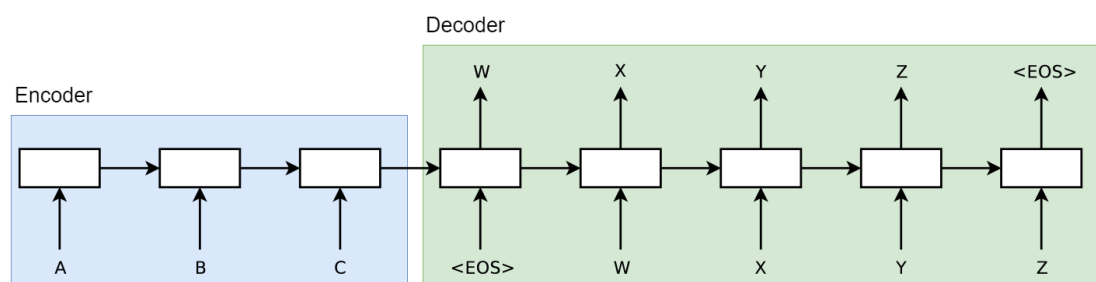 Decoder
W X Y Z <EOS>
Encoder
A B C <EOS> W X Y Z